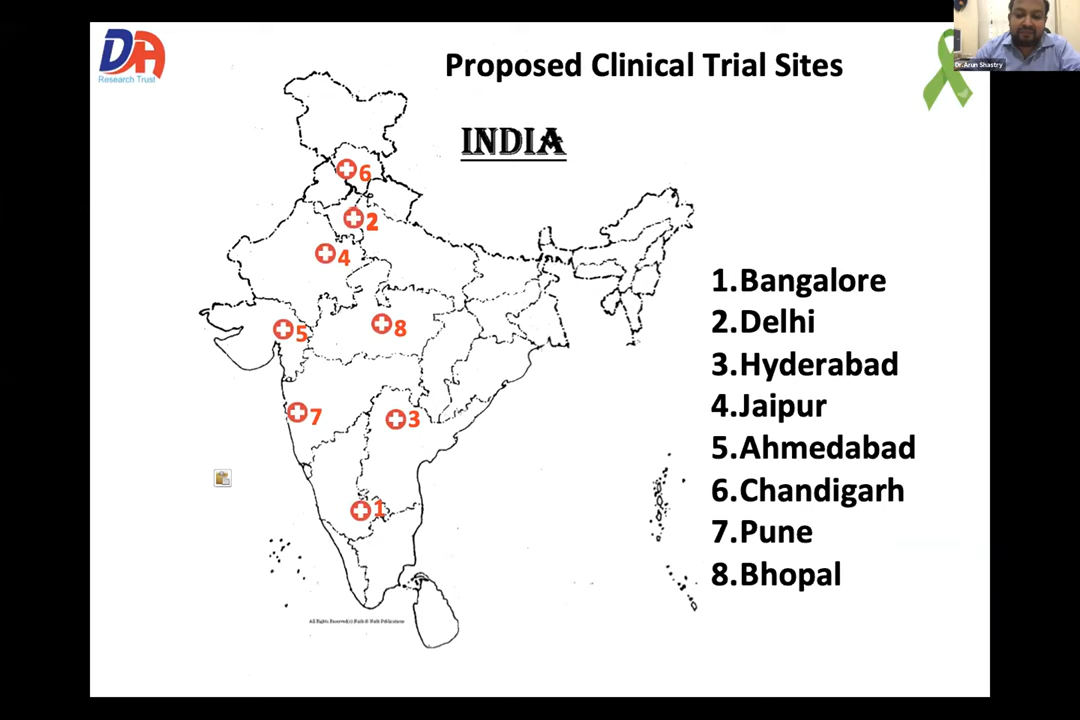 DA
Research Trust
Proposed Clinical Trial Sites
Dr.Arun Shastry
INDIA
6
2
4
5
8
7
3
1
1.Bangalore
2.Delhi
3.Hyderabad
4.Jaipur
5.Ahmedabad
6.Chandigarh
7.Pune
8.Bhopal